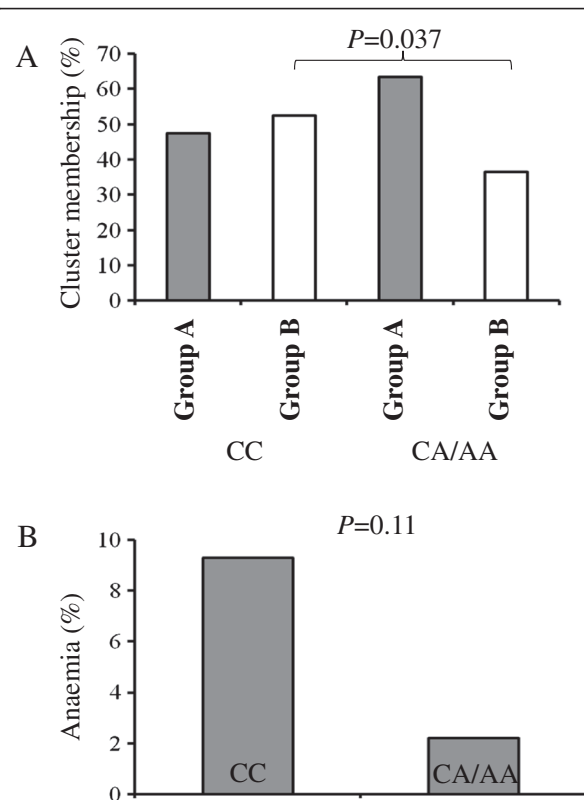 A
P=0.037
Cluster membership (%)
70
60
50
40
30
20
10
0
Group A
Group B
Group A
Group B
CC
CA/AA
B
P=0.11
Anaemia (%)
10
8
6
4
2
0
CC
CA/AA